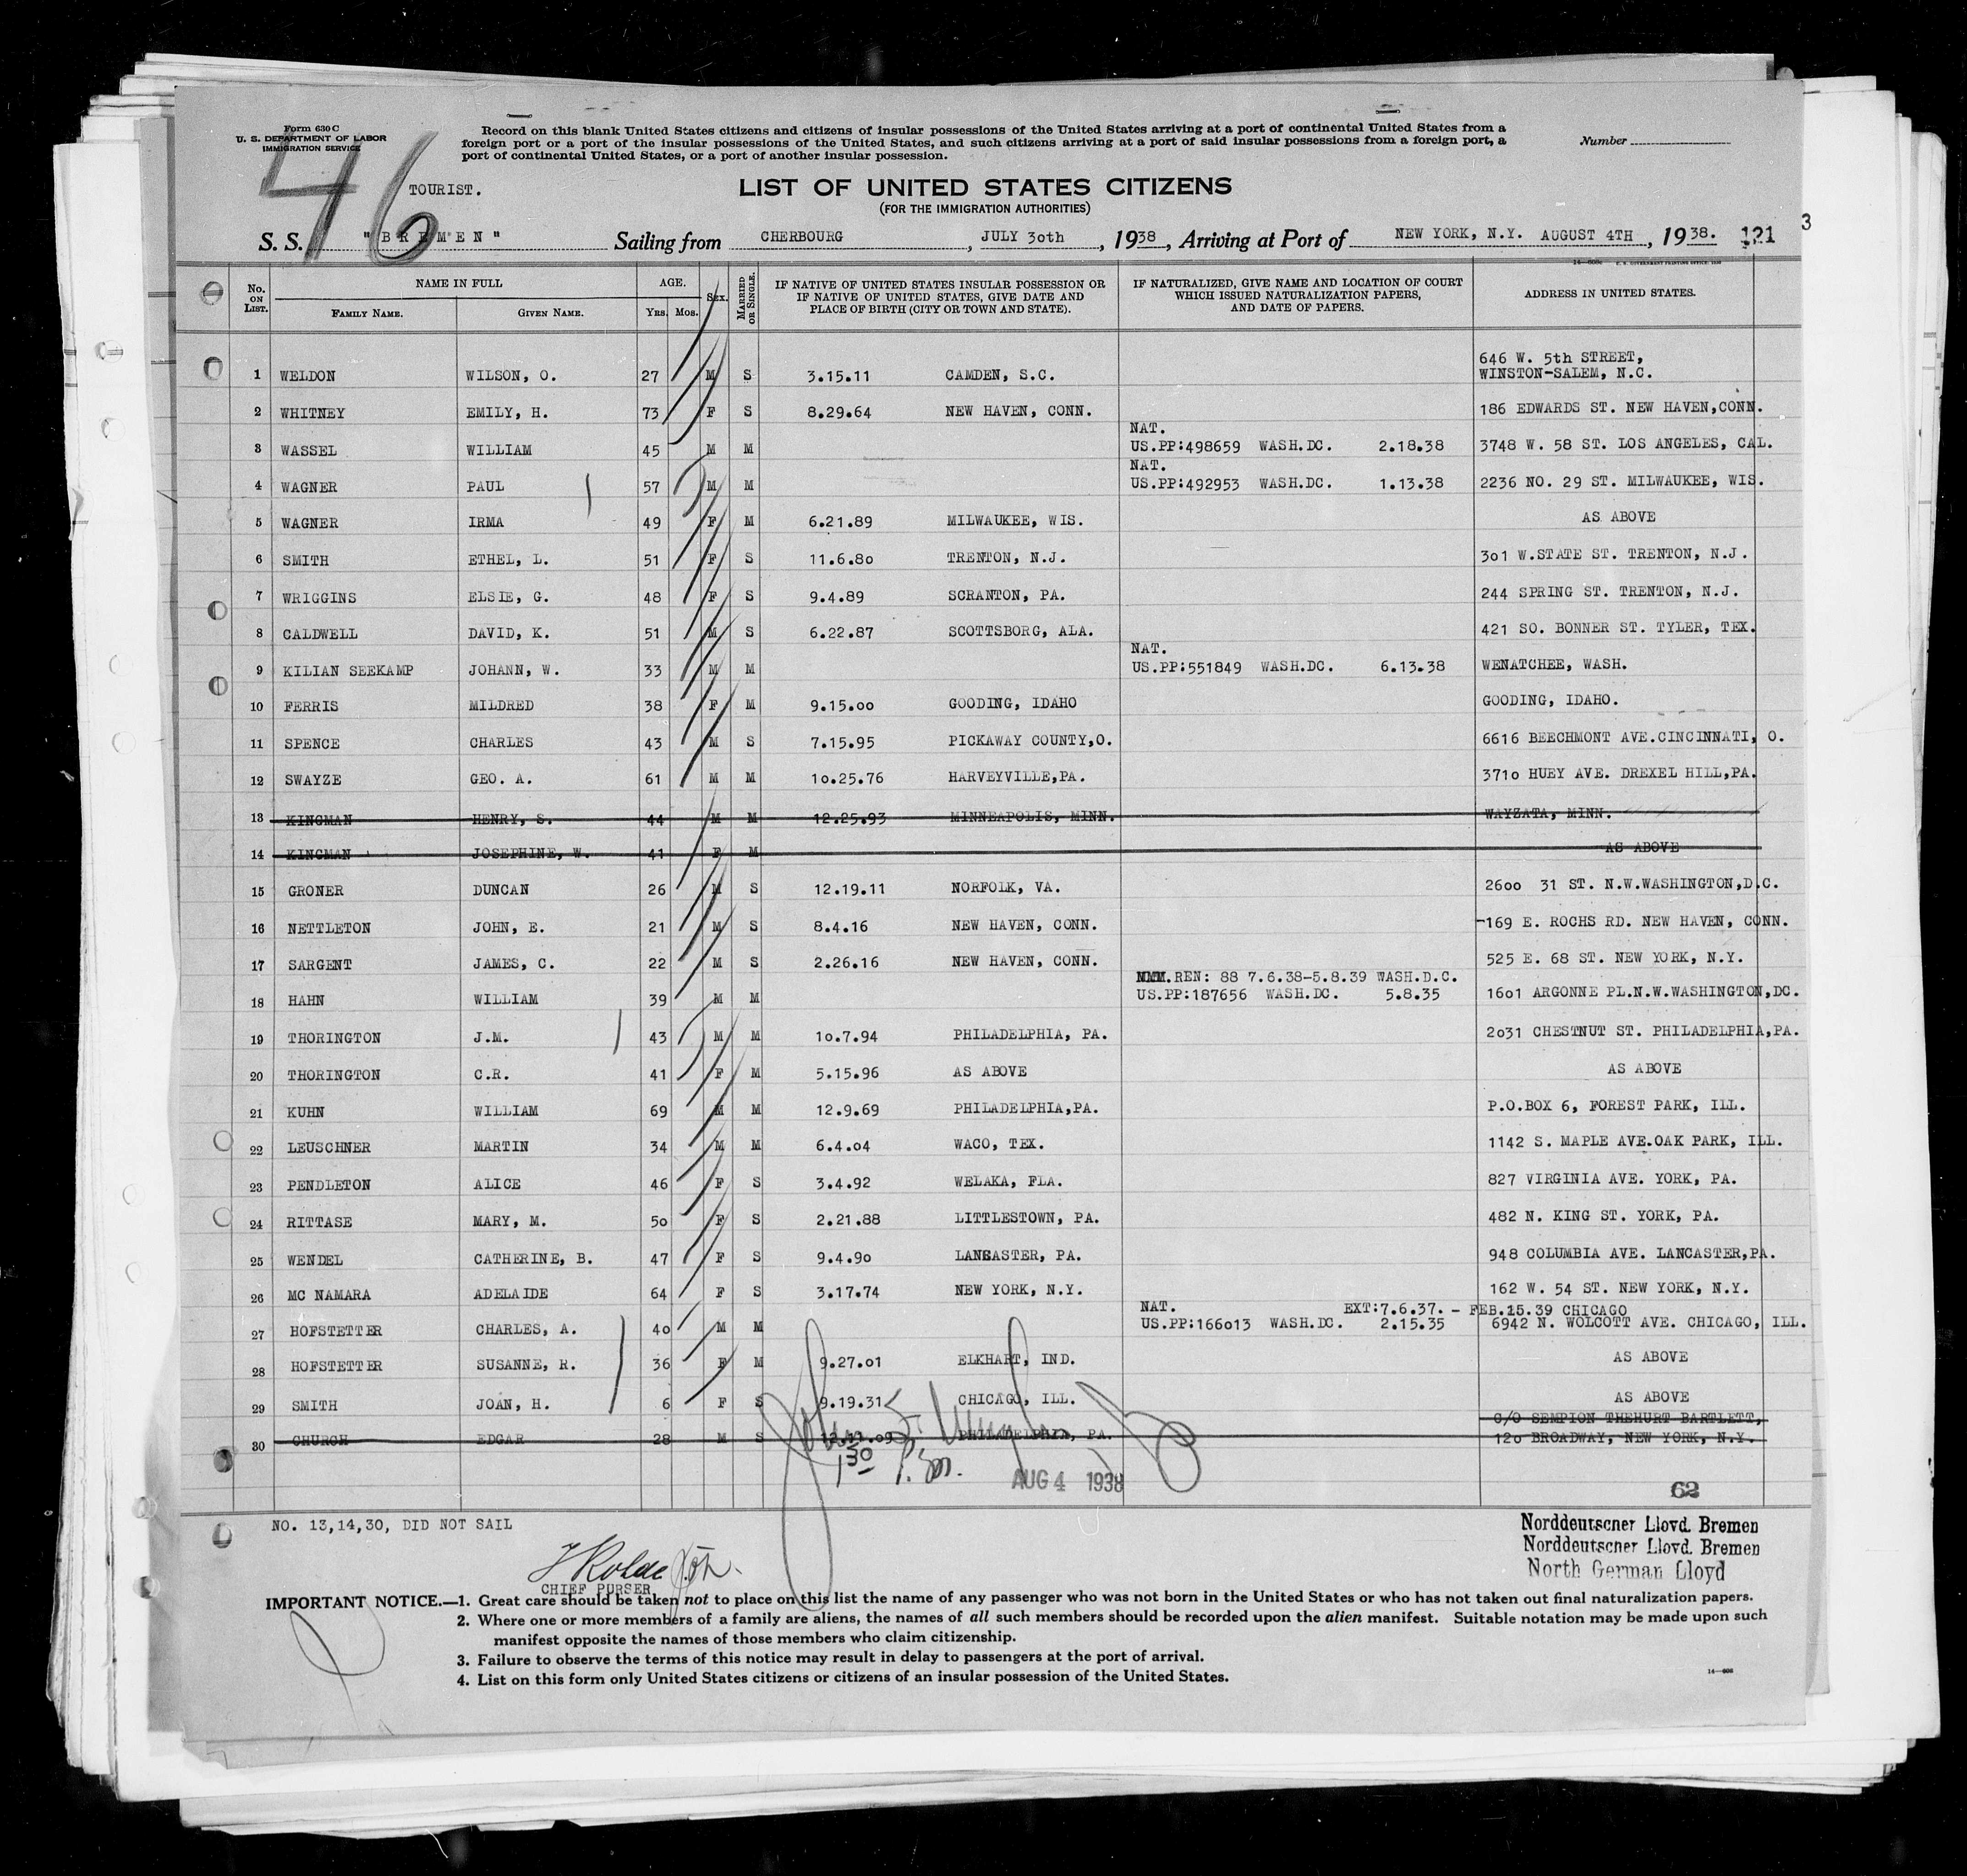 Form 630 C
U. S. DEPARTMENT OF LABOR
IMMIGRATION SERVICE
46
TOURIST.
Record on this blank United States citizens and citizens of insular possessions of the United States arriving at a port of continental United States from a
foreign port or a port of the insular possessions of the United States, and such citizens arriving at a port of said insular possessions from a foreign port, a
port of continental United States, or a port of another insular possession.
Number
LIST OF UNITED STATES CITIZENS
(FOR THE IMMIGRATION AUTHORITIES)
S. S. "BREMEN" Sailing from CHERBOURG, JULY 30th, 1938, Arriving at Port of NEW YORK, N.Y. AUGUST 4TH, 1938. 121
3
No. ON LIST. NAME IN FULL FAMILY NAME. GIVEN NAME. AGE. YRS. MOS. SEX. MARRIED OR SINGLE. IF NATIVE OF UNITED STATES INSULAR POSSESSION OR IF NATIVE OF UNITED STATES, GIVE DATE AND PLACE OF BIRTH (CITY OR TOWN AND STATE). IF NATURALIZED, GIVE NAME AND LOCATION OF COURT WHICH ISSUED NATURALIZATION PAPERS, AND DATE OF PAPERS. ADDRESS IN UNITED STATES.
646 W. 5th STREET,
1 WELDON WILSON, O. 27 M S 3.15.11 CAMDEN, S.C. WINSTON-SALEM, N.C.
2 WHITNEY EMILY, H. 73 F S 8.29.64 NEW HAVEN, CONN. 186 EDWARDS ST. NEW HAVEN,CONN.
NAT.
3 WASSEL WILLIAM 45 M M US.PP:498659 WASH.DC. 2.18.38 3748 W. 58 ST. LOS ANGELES, CAL.
NAT.
4 WAGNER PAUL 57 M M US.PP:492953 WASH.DC. 1.13.38 2236 NO. 29 ST. MILWAUKEE, WIS.
5 WAGNER IRMA 49 F M 6.21.89 MILWAUKEE, WIS. AS ABOVE
6 SMITH ETHEL, L. 51 F S 11.6.80 TRENTON, N.J. 301 W.STATE ST. TRENTON, N.J.
7 WRIGGINS ELSIE, G. 48 F S 9.4.89 SCRANTON, PA. 244 SPRING ST. TRENTON, N.J.
8 CALDWELL DAVID, K. 51 M S 6.22.87 SCOTTSBORG, ALA. 421 SO. BONNER ST. TYLER, TEX.
NAT.
9 KILIAN SEEKAMP JOHANN, W. 33 M M US.PP:551849 WASH.DC. 6.13.38 WENATCHEE, WASH.
10 FERRIS MILDRED 38 F M 9.15.00 GOODING, IDAHO GOODING, IDAHO.
11 SPENCE CHARLES 43 M S 7.15.95 PICKAWAY COUNTY,O. 6616 BEECHMONT AVE.CINCINNATI, O.
12 SWAYZE GEO. A. 61 M M 10.25.76 HARVEYVILLE,PA. 3710 HUEY AVE. DREXEL HILL,PA.
13 KINGMAN HENRY, S. 44 M M 12.25.93 MINNEAPOLIS, MINN. WAYZATA, MINN.
14 KINGMAN JOSEPHINE, W. 41 F M AS ABOVE
15 GRONER DUNCAN 26 M S 12.19.11 NORFOLK, VA. 2600 31 ST. N.W.WASHINGTON,D.C.
16 NETTLETON JOHN, E. 21 M S 8.4.16 NEW HAVEN, CONN. -169 E. ROCHS RD. NEW HAVEN, CONN.
17 SARGENT JAMES, C. 22 M S 2.26.16 NEW HAVEN, CONN. 525 E. 68 ST. NEW YORK, N.Y.
REN: 88 7.6.38-5.8.39 WASH.D.C.
18 HAHN WILLIAM 39 M M US.PP:187656 WASH.DC. 5.8.35 1601 ARGONNE PL.N.W.WASHINGTON,DC.
19 THORINGTON J.M. 43 M M 10.7.94 PHILADELPHIA, PA. 2031 CHESTNUT ST. PHILADELPHIA,PA.
20 THORINGTON C.R. 41 F M 5.15.96 AS ABOVE AS ABOVE
21 KUHN WILLIAM 69 M M 12.9.69 PHILADELPHIA,PA. P.O.BOX 6, FOREST PARK, ILL.
22 LEUSCHNER MARTIN 34 M M 6.4.04 WACO, TEX. 1142 S. MAPLE AVE.OAK PARK, ILL.
23 PENDLETON ALICE 46 F S 3.4.92 WELAKA, FLA. 827 VIRGINIA AVE. YORK, PA.
24 RITTASE MARY, M. 50 F S 2.21.88 LITTLESTOWN, PA. 482 N. KING ST. YORK, PA.
25 WENDEL CATHERINE, B. 47 F S 9.4.90 LANCASTER, PA. 948 COLUMBIA AVE. LANCASTER,PA.
26 MC NAMARA ADELAIDE 64 F S 3.17.74 NEW YORK, N.Y. 162 W. 54 ST. NEW YORK, N.Y.
NAT. EXT:7.6.37. - FEB.15.39 CHICAGO
27 HOFSTETTER CHARLES, A. 40 M M US.PP:166013 WASH.DC. 2.15.35 6942 N. WOLCOTT AVE. CHICAGO, ILL.
28 HOFSTETTER SUSANNE, R. 36 F M 9.27.01 ELKHART, IND. AS ABOVE
29 SMITH JOAN, H. 6 F S 9.19.31 CHICAGO, ILL. AS ABOVE
C/O SEMPION THEHURT BARTLETT,
30 CHURCH EDGAR 28 M S 12.11.09 PHILADELPHIA, PA. 120 BROADWAY, NEW YORK, N.Y.
1 30 P.m.
AUG 4 1938
62
NO. 13,14,30, DID NOT SAIL
Norddeutscher Lloyd Bremen
Norddeutscher Lloyd Bremen
North German Lloyd
CHIEF PURSER
IMPORTANT NOTICE.—1. Great care should be taken not to place on this list the name of any passenger who was not born in the United States or who has not taken out final naturalization papers.
2. Where one or more members of a family are aliens, the names of all such members should be recorded upon the alien manifest. Suitable notation may be made upon such
manifest opposite the names of those members who claim citizenship.
3. Failure to observe the terms of this notice may result in delay to passengers at the port of arrival.
4. List on this form only United States citizens or citizens of an insular possession of the United States.